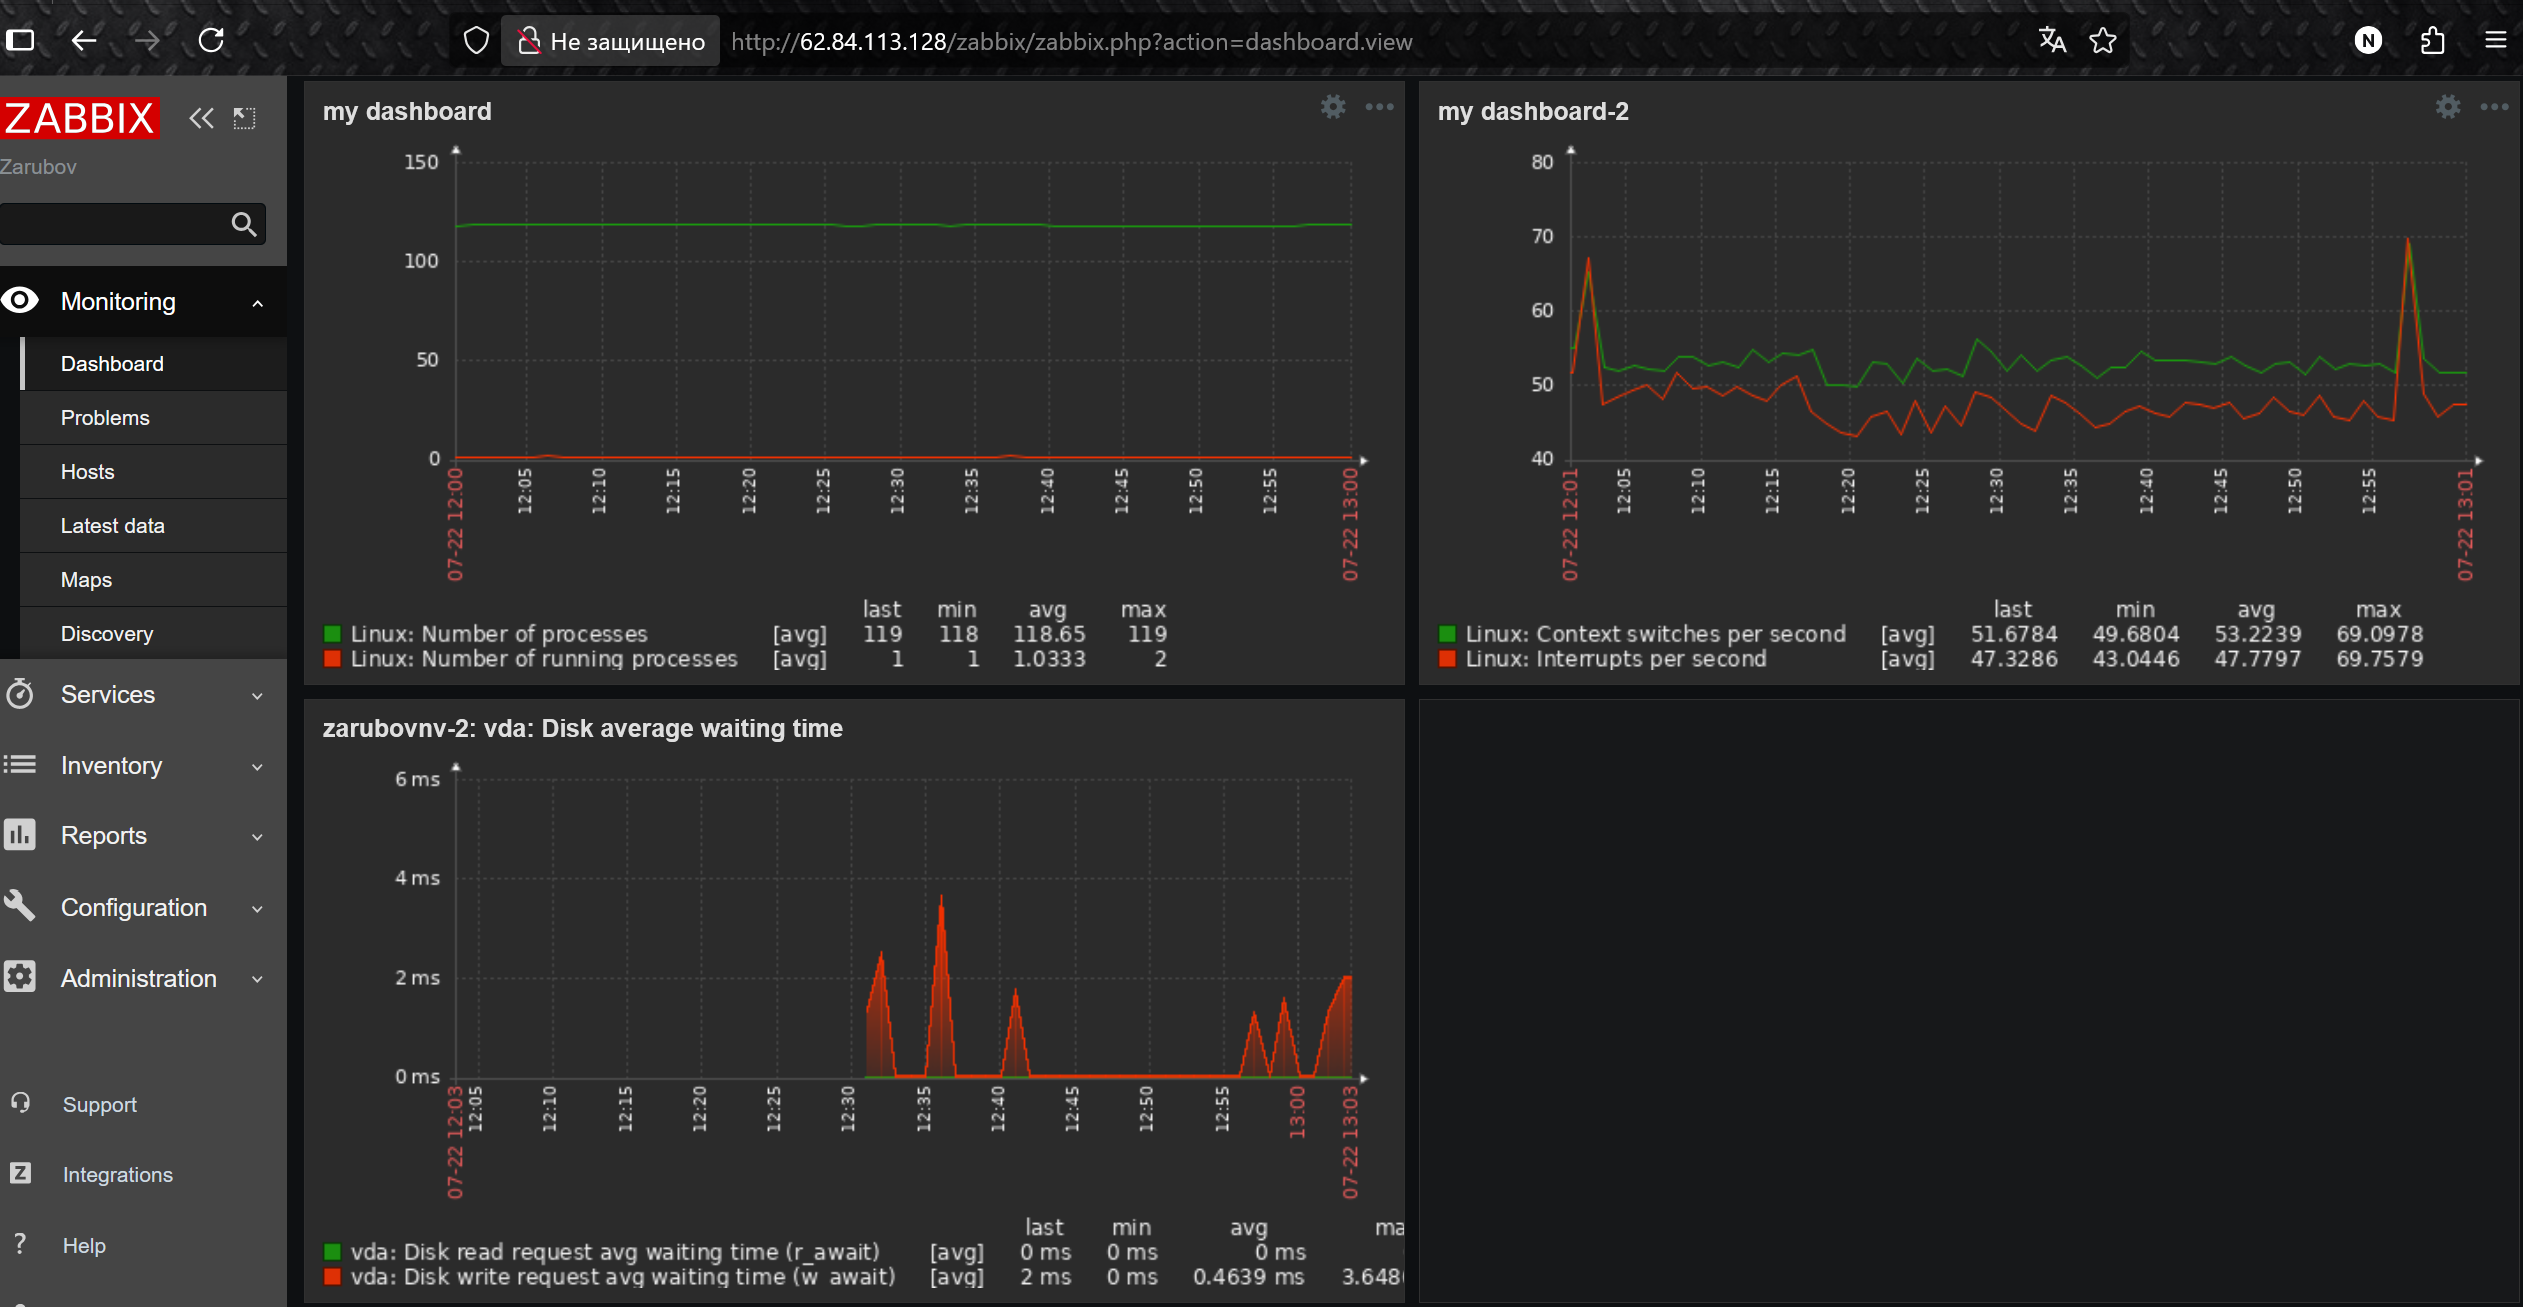 Не защищено http://62.84.113.128/zabbix/zabbix.php?action=dashboard.view
N
ZABBIX
Zarubov
Monitoring
Dashboard
Problems
Hosts
Latest data
Maps
Discovery
Services
Inventory
Reports
Configuration
Administration
Support
Z Integrations
? Help
my dashboard
150
100
50
0
07-22 12:00 12:05 12:10 12:15 12:20 12:25 12:30 12:35 12:40 12:45 12:50 12:55 07-22 13:00
last min avg max
Linux: Number of processes [avg] 119 118 118.65 119
Linux: Number of running processes [avg] 1 1 1.0333 2
my dashboard-2
80
70
60
50
40
07-22 12:01 12:05 12:10 12:15 12:20 12:25 12:30 12:35 12:40 12:45 12:50 12:55 07-22 13:01
last min avg max
Linux: Context switches per second [avg] 51.6784 49.6804 53.2239 69.0978
Linux: Interrupts per second [avg] 47.3286 43.0446 47.7797 69.7579
zarubovnv-2: vda: Disk average waiting time
6 ms
4 ms
2 ms
0 ms
07-22 12:03 12:05 12:10 12:15 12:20 12:25 12:30 12:35 12:40 12:45 12:50 12:55 13:00 07-22 13:03
last min avg ma
vda: Disk read request avg waiting time (r_await) [avg] 0 ms 0 ms 0 ms
vda: Disk write request avg waiting time (w_await) [avg] 2 ms 0 ms 0.4639 ms 3.648